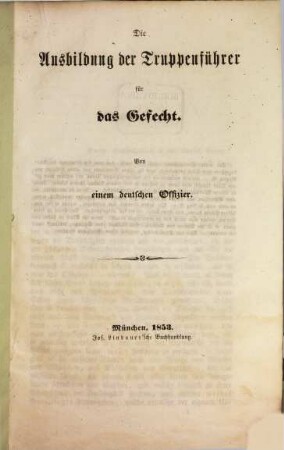 Die
Ausbildung der Truppenführer
für
das Gefecht.
Von
einem deutschen Offizier.
München, 1853.
Jos. Lindauer'sche Buchhandlung.